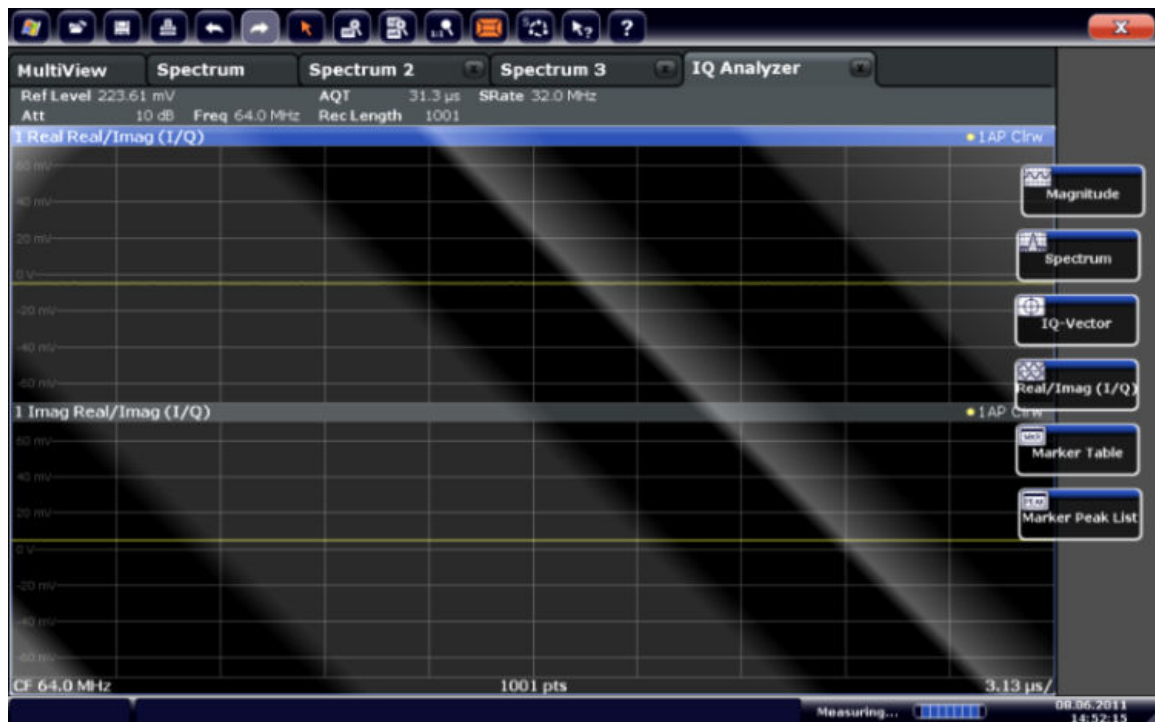 MultiView Spectrum Spectrum 2 Spectrum 3 IQ Analyzer
Ref Level 223.61 mV AQT 31.3 µs SRate 32.0 MHz
Att 10 dB Freq 64.0 MHz Rec Length 1001
1 Real Real/Imag (I/Q) 1AP Clrw
60 mV
40 mV
20 mV
0 V
-20 mV
-40 mV
-60 mV
1 Imag Real/Imag (I/Q) 1AP Clrw
60 mV
40 mV
20 mV
0 V
-20 mV
-40 mV
-60 mV
CF 64.0 MHz 1001 pts 3.13 µs/
Magnitude
Spectrum
IQ-Vector
Real/Imag (I/Q)
Marker Table
Marker Peak List
Measuring... 08.06.2011
14:52:15